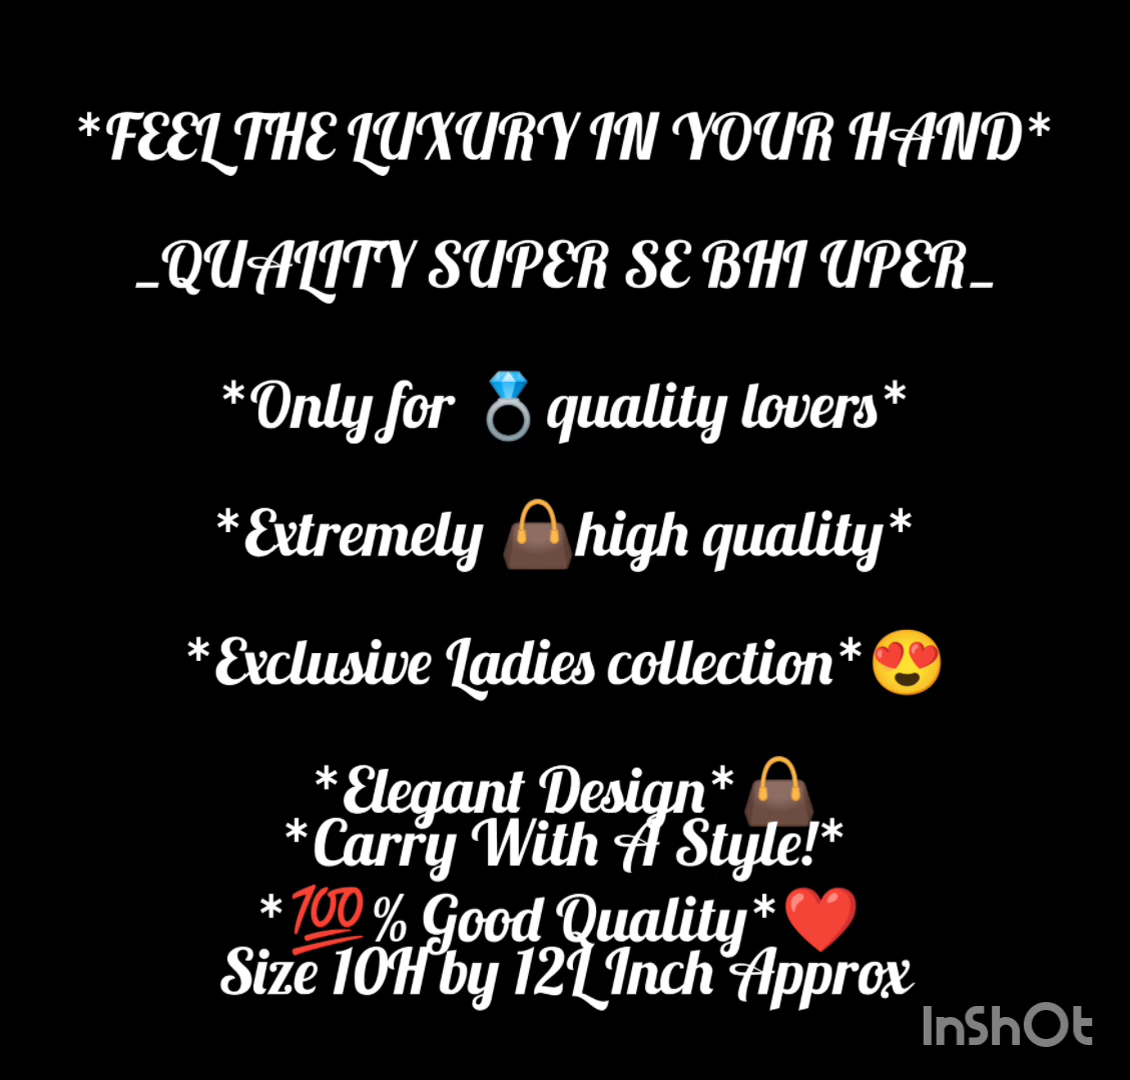 *FEEL THE LUXURY IN YOUR HAND*
_QUALITY SUPER SE BHI UPER_
*Only for 💍quality lovers*
*Extremely 👜high quality*
*Exclusive Ladies collection*😍
*Elegant Design*👜
*Carry With A Style!*
*💯% Good Quality*❤️
Size 10H by 12L Inch Approx
InShOt